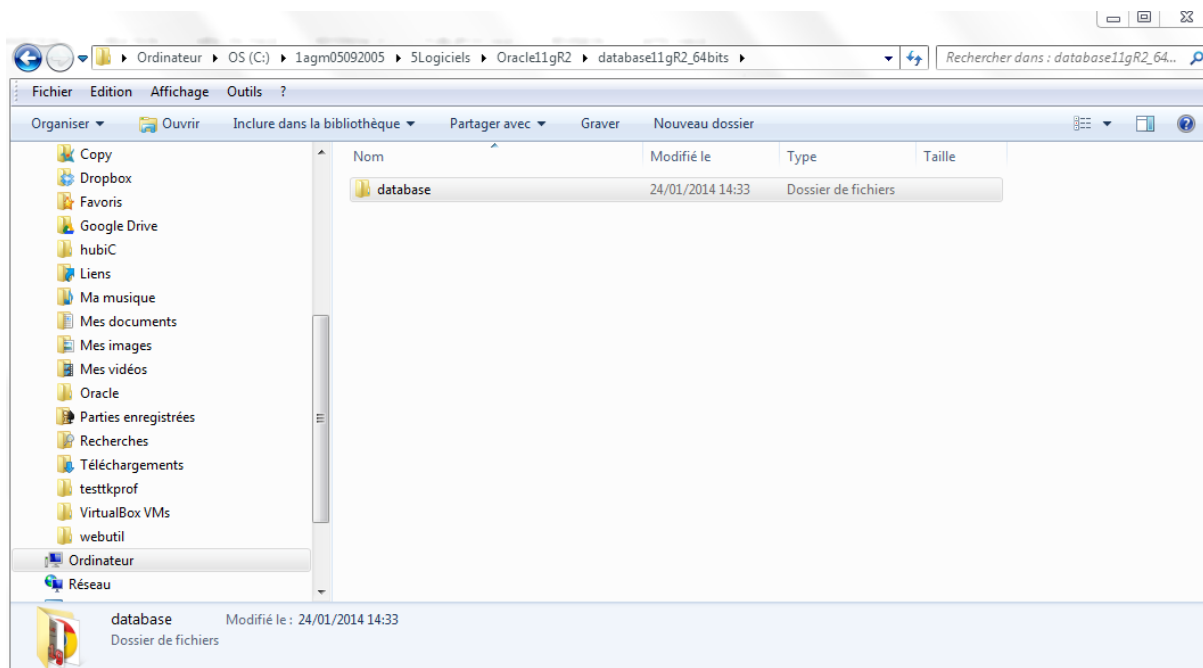 Ordinateur OS (C:) 1agm05092005 5Logiciels Oracle11gR2 database11gR2_64bits Rechercher dans : database11gR2_64...
Fichier Edition Affichage Outils ?
Organiser Ouvrir Inclure dans la bibliothèque Partager avec Graver Nouveau dossier
Nom Modifié le Type Taille
database 24/01/2014 14:33 Dossier de fichiers
Copy
Dropbox
Favoris
Google Drive
hubiC
Liens
Ma musique
Mes documents
Mes images
Mes vidéos
Oracle
Parties enregistrées
Recherches
Téléchargements
testtkprof
VirtualBox VMs
webutil
Ordinateur
Réseau
database Modifié le : 24/01/2014 14:33
Dossier de fichiers